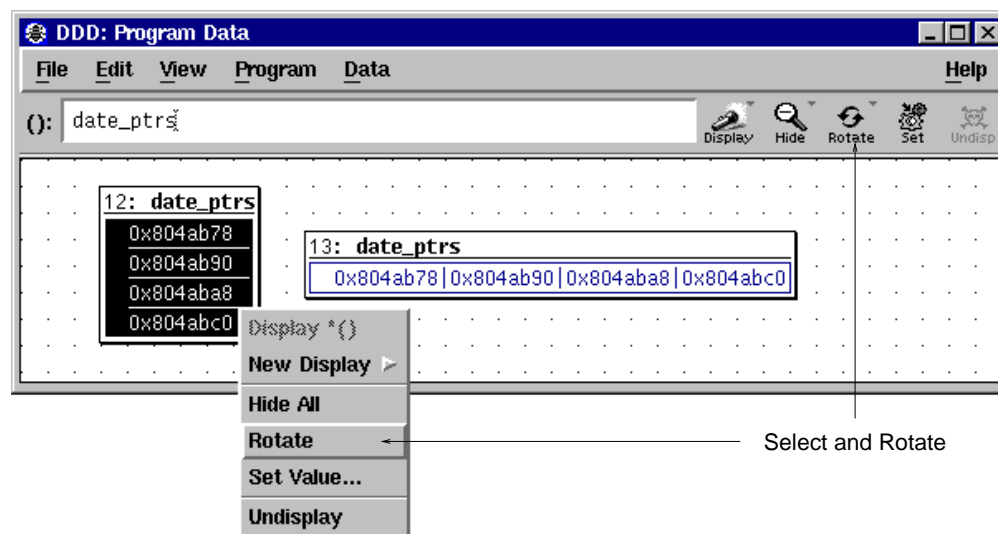 DDD: Program Data
File Edit View Program Data Help
(): date_ptrs
Display Hide Rotate Set Undisp
12: date_ptrs
0x804ab78
0x804ab90
0x804aba8
0x804abc0
13: date_ptrs
0x804ab78|0x804ab90|0x804aba8|0x804abc0
Display *()
New Display
Hide All
Rotate
Set Value...
Undisplay
Select and Rotate